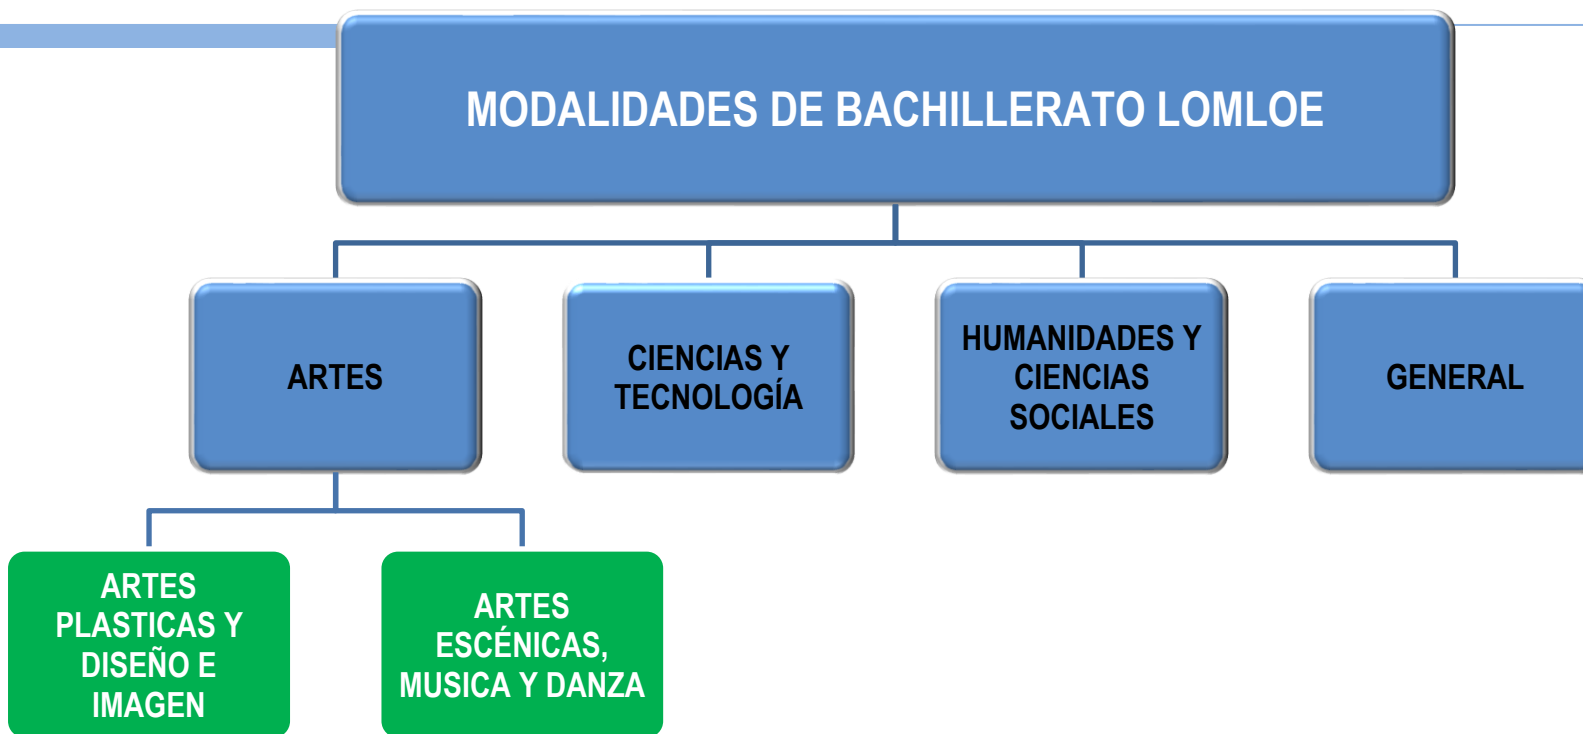 MODALIDADES DE BACHILLERATO LOMLOE
ARTES
CIENCIAS Y
TECNOLOGÍA
HUMANIDADES Y
CIENCIAS
SOCIALES
GENERAL
ARTES
PLASTICAS Y
DISEÑO E
IMAGEN
ARTES
ESCÉNICAS,
MUSICA Y DANZA